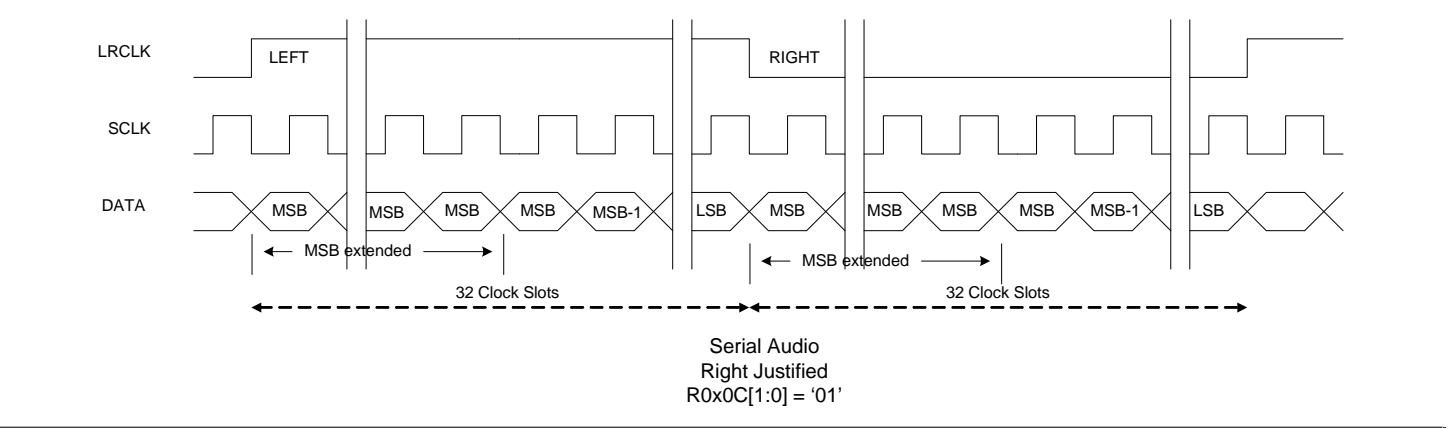 LRCLK
LEFT
RIGHT
SCLK
DATA
MSB MSB MSB MSB MSB-1 LSB MSB MSB MSB MSB MSB-1 LSB
MSB extended MSB extended
32 Clock Slots 32 Clock Slots
Serial Audio
Right Justified
R0x0C[1:0] = ‘01’